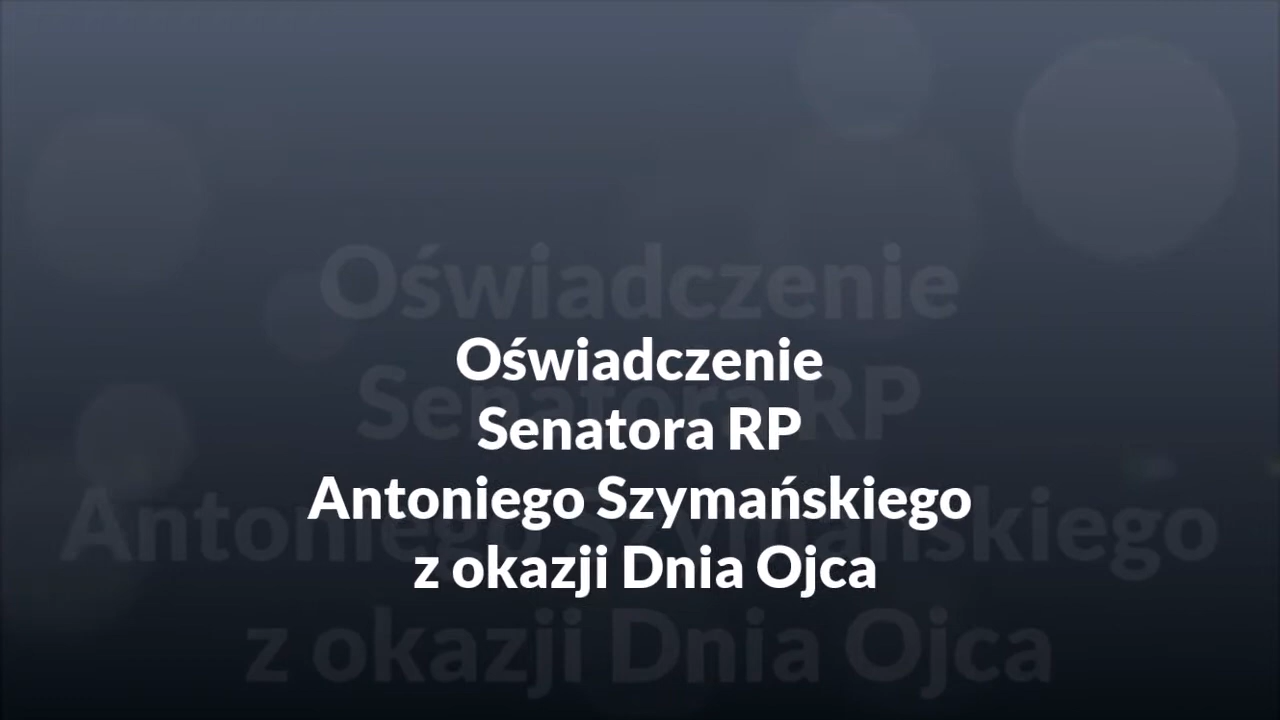 Oświadczenie
Senatora RP
Antoniego Szymańskiego
z okazji Dnia Ojca